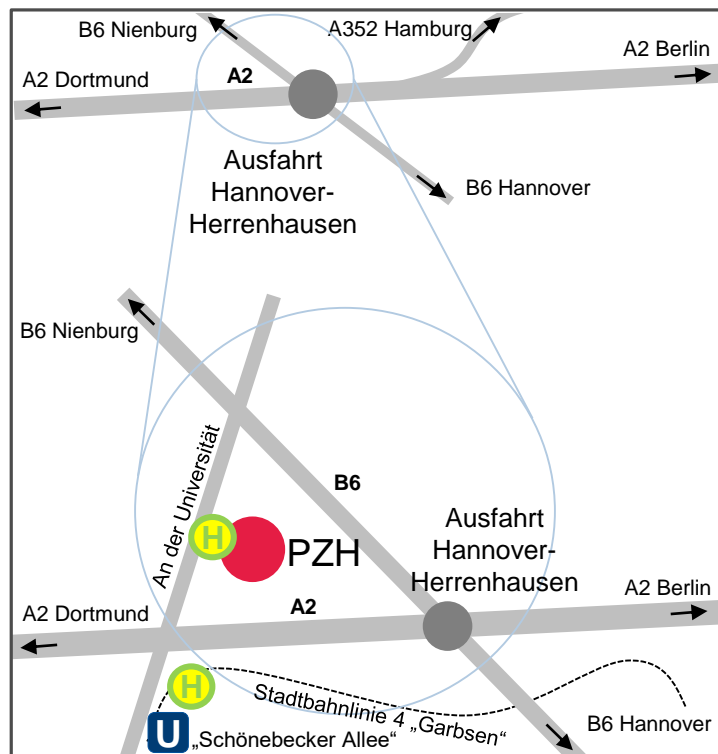 B6 Nienburg
A352 Hamburg
A2 Dortmund
A2
A2 Berlin
Ausfahrt
Hannover-
Herrenhausen
B6 Hannover
B6 Nienburg
An der Universität
B6
H
PZH
Ausfahrt
Hannover-
Herrenhausen
A2 Dortmund
A2
A2 Berlin
H
Stadtbahnlinie 4 „Garbsen“
U
„Schönebecker Allee“
B6 Hannover